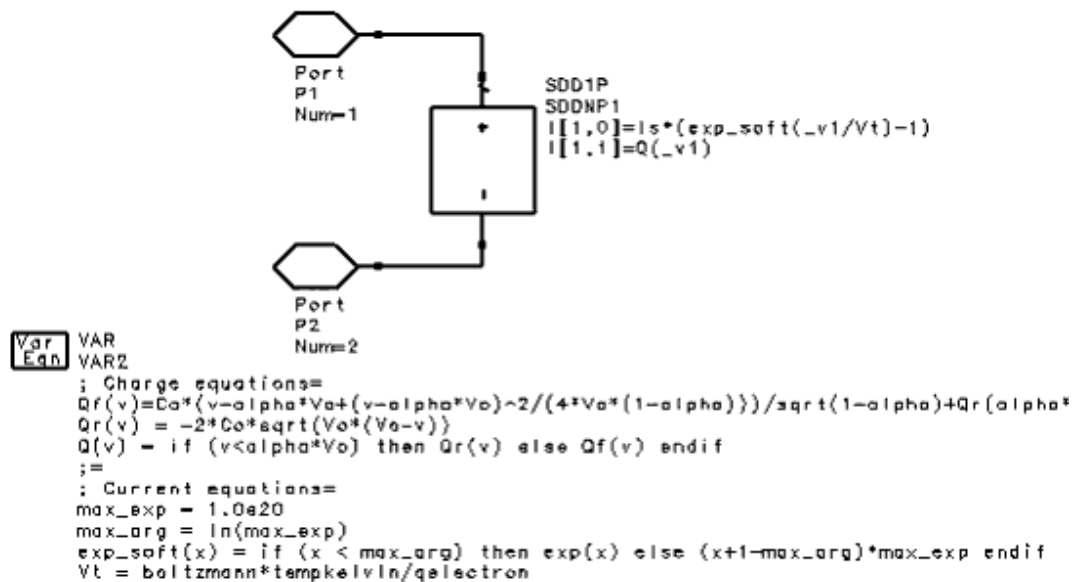 Port
P1
Num=1
SDD1P
SDDNP1
I[1,0]=Is*(exp_soft(_v1/Vt)-1)
I[1,1]=Q(_v1)
Port
P2
Num=2
Var
Eqn
VAR
VAR2
; Charge equations=
Qf(v)=Co*(v-alpha*Vo+(v-alpha*Vo)^2/(4*Vo*(1-alpha)))/sqrt(1-alpha)+Qr(alpha*
Qr(v) = -2*Co*sqrt(Vo*(Vo-v))
Q(v) = if (v<alpha*Vo) then Qr(v) else Qf(v) endif
;=
; Current equations=
max_exp = 1.0e20
max_arg = ln(max_exp)
exp_soft(x) = if (x < max_arg) then exp(x) else (x+1-max_arg)*max_exp endif
Vt = boltzmann*tempkelvin/qelectron